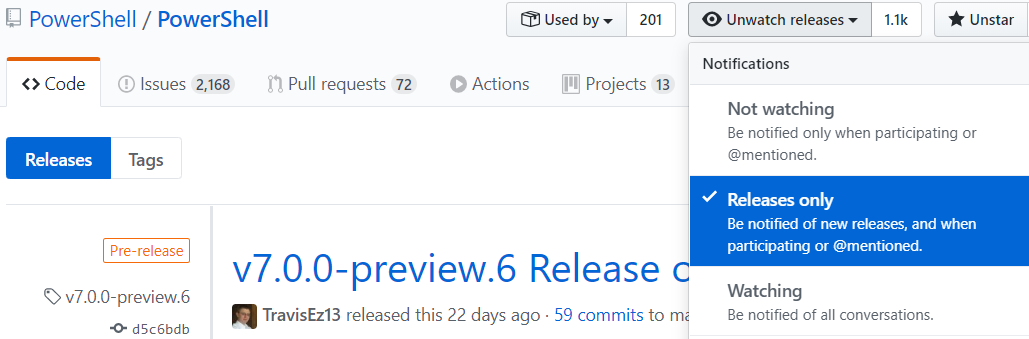 PowerShell / PowerShell
Used by 201
Unwatch releases 1.1k
Unstar
Code
Issues 2,168
Pull requests 72
Actions
Projects 13
Notifications
Not watching
Be notified only when participating or
@mentioned.
Releases only
Be notified of new releases, and when
participating or @mentioned.
Watching
Be notified of all conversations.
Releases
Tags
Pre-release
v7.0.0-preview.6
d5c6bdb
v7.0.0-preview.6 Release o
TravisEz13 released this 22 days ago · 59 commits to ma